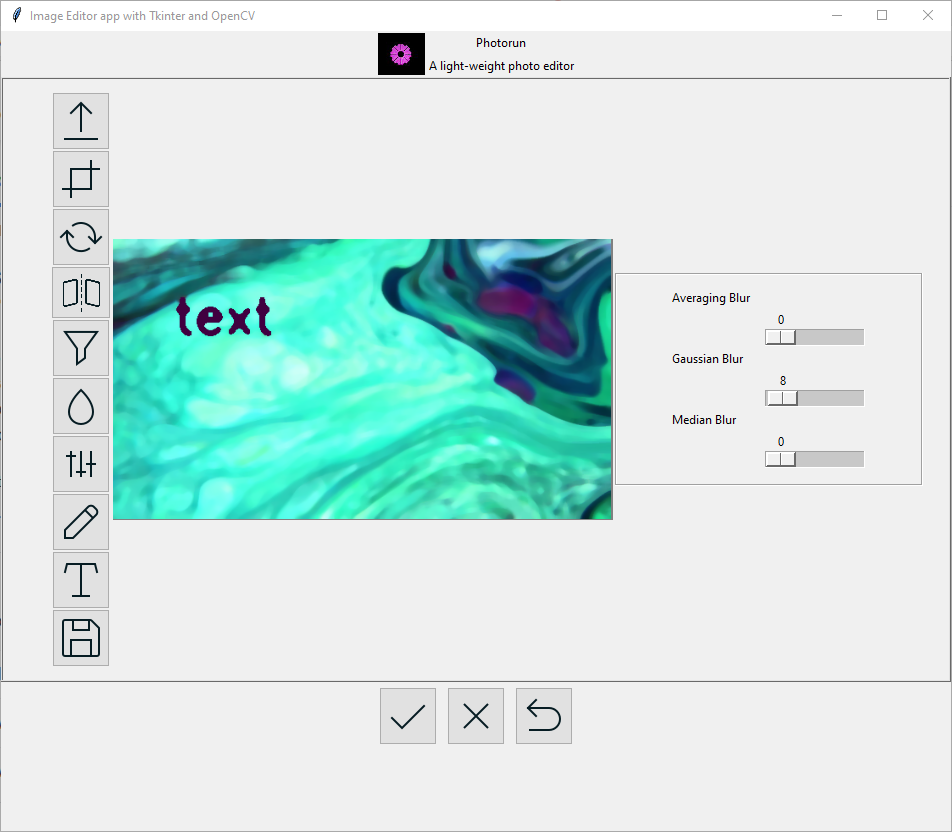 Image Editor app with Tkinter and OpenCV
Photorun
A light-weight photo editor
text
Averaging Blur
0
Gaussian Blur
8
Median Blur
0